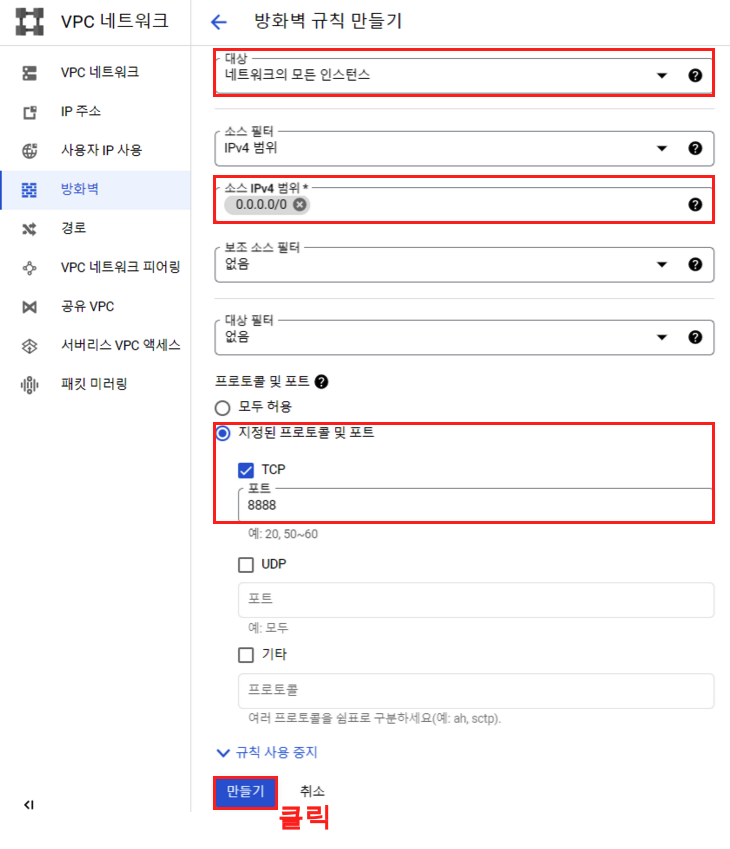 VPC 네트워크
방화벽 규칙 만들기
VPC 네트워크
IP 주소
사용자 IP 사용
방화벽
경로
VPC 네트워크 피어링
공유 VPC
서버리스 VPC 액세스
패킷 미러링
대상
네트워크의 모든 인스턴스
소스 필터
IPv4 범위
소스 IPv4 범위 *
0.0.0.0/0
보조 소스 필터
없음
대상 필터
없음
프로토콜 및 포트
모두 허용
지정된 프로토콜 및 포트
TCP
포트
8888
예: 20, 50~60
UDP
포트
예: 모두
기타
프로토콜
여러 프로토콜을 쉼표로 구분하세요(예: ah, sctp).
규칙 사용 중지
만들기
취소
클릭